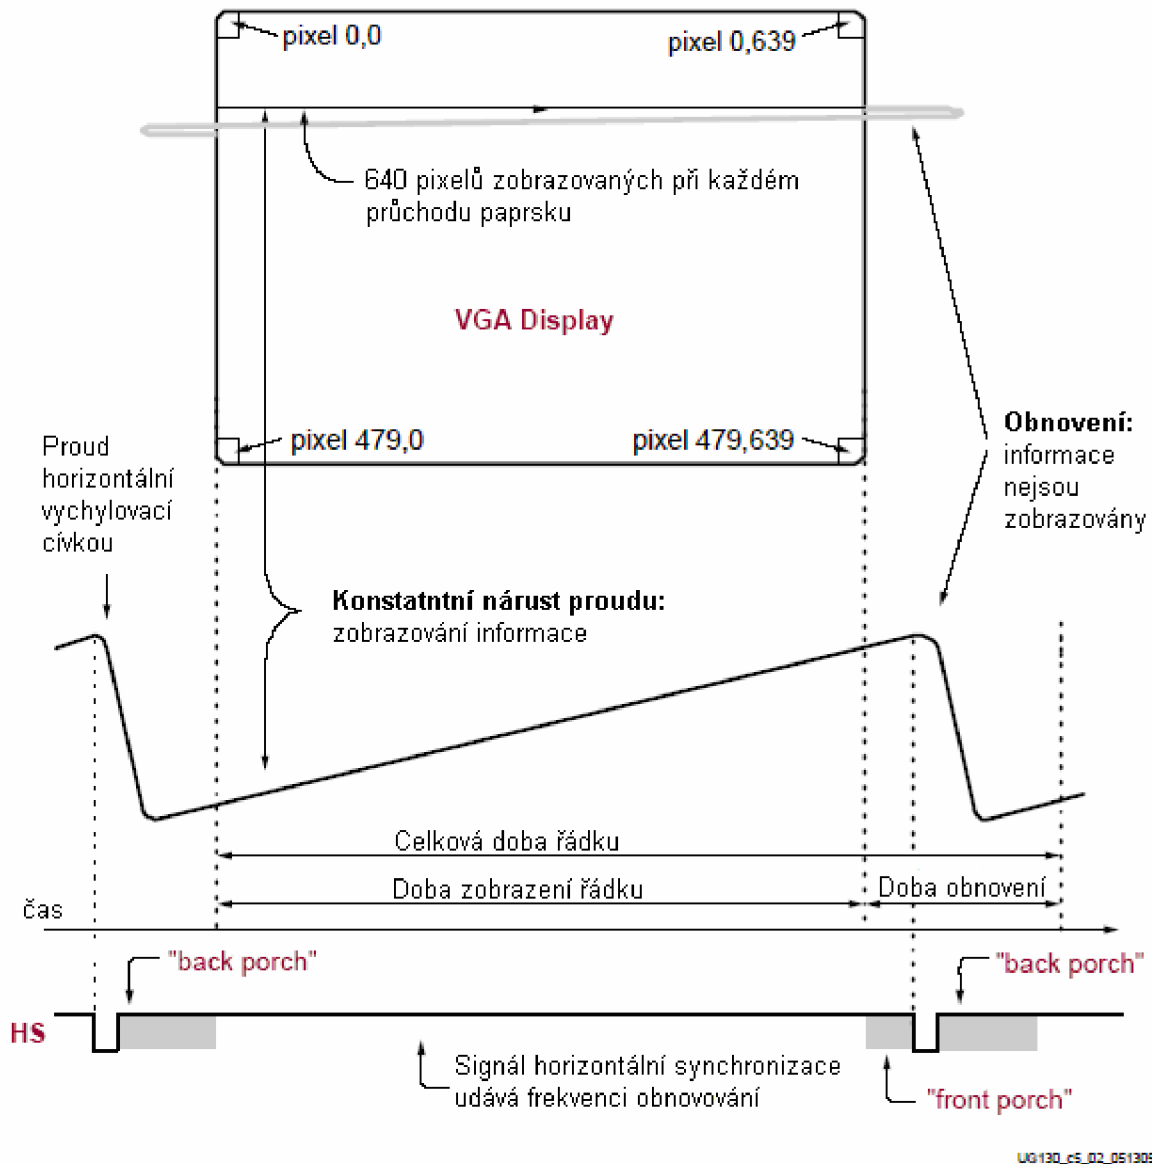 pixel 0,0
pixel 0,639
640 pixelů zobrazovaných při každém
průchodu paprsku
VGA Display
pixel 479,0
pixel 479,639
Obnovení:
informace
nejsou
zobrazovány
Proud
horizontální
vychylovací
cívkou
Konstatntní nárust proudu:
zobrazování informace
Celková doba řádku
Doba zobrazení řádku
Doba obnovení
čas
"back porch"
"back porch"
HS
Signál horizontální synchronizace
udává frekvenci obnovování
"front porch"
UG130_c5_02_051305